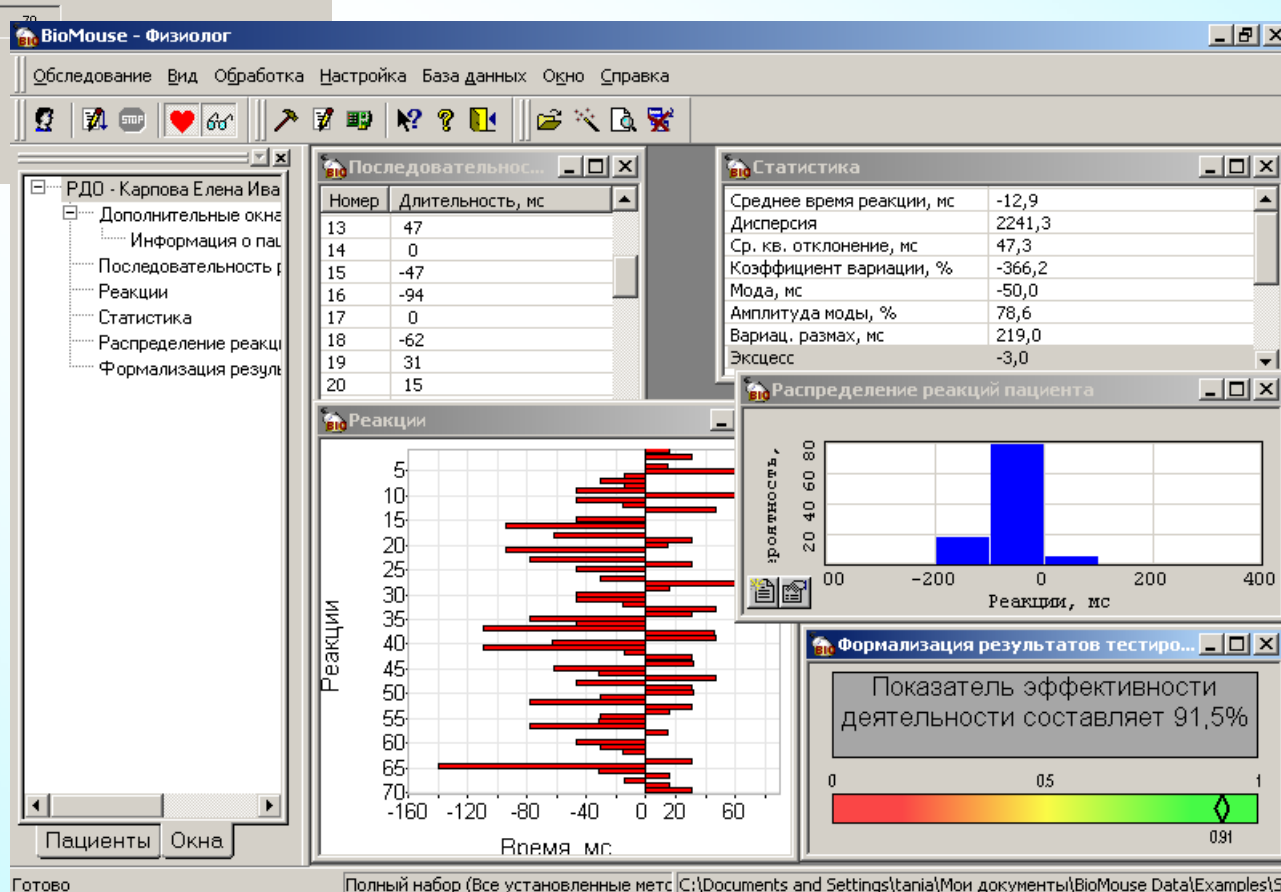 BioMouse - Физиолог
Обследование Вид Обработка Настройка База данных Окно Справка
STOP
РДО - Карпова Елена Ива
Дополнительные окна
Информация о пац
Последовательность р
Реакции
Статистика
Распределение реакци
Формализация резуль
Пациенты Окна
Последовательнос...
Номер Длительность, мс
13 47
14 0
15 -47
16 -94
17 0
18 -62
19 31
20 15
Статистика
Среднее время реакции, мс -12,9
Дисперсия 2241,3
Ср. кв. отклонение, мс 47,3
Коэффициент вариации, % -366,2
Мода, мс -50,0
Амплитуда моды, % 78,6
Вариац. размах, мс 219,0
Эксцесс -3,0
Реакции
Реакции
5
10
15
20
25
30
35
40
45
50
55
60
65
70
-160 -120 -80 -40 0 20 60
Время мс
Распределение реакций пациента
ероятность,
20 40 60 80
00 -200 0 200 400
Реакции, мс
Формализация результатов тестиро...
Показатель эффективности
деятельности составляет 91,5%
0 0.5 1
0.91
Готово
Полный набор (Все установленные метс C:\Documents and Settings\tania\Мои документы\BioMouse Data\Examples\S